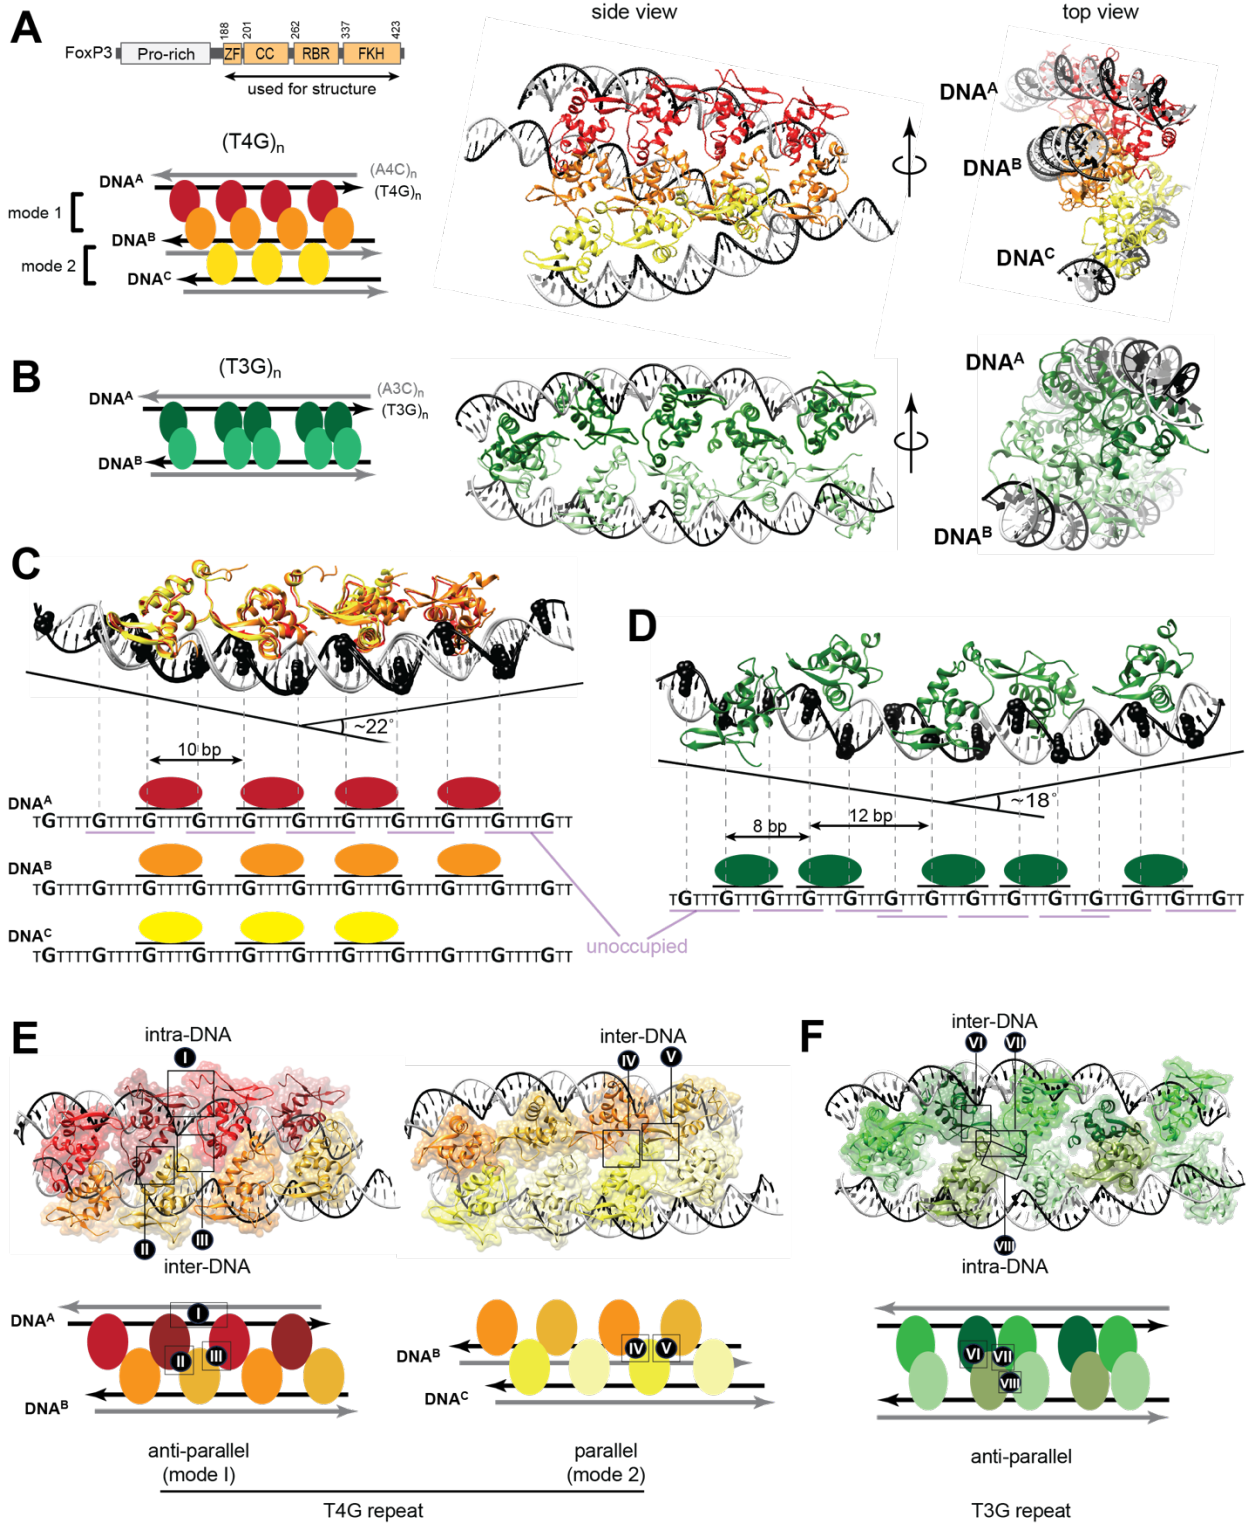 A
FoxP3
Pro-rich
188
ZF
201
CC
262
RBR
337
FKH
423
used for structure
side view
top view
(T4G)n
DNAA
(A4C)n
(T4G)n
mode 1
DNAB
mode 2
DNAC
DNAA
DNAB
DNAC
B
(T3G)n
DNAA
(A3C)n
(T3G)n
DNAB
DNAA
DNAB
C
~22°
10 bp
DNAA
TGTTTTGTTTTGTTTTGTTTTGTTTTGTTTTGTTTTGTTTTGTTTTGTTTTGTT
DNAB
TGTTTTGTTTTGTTTTGTTTTGTTTTGTTTTGTTTTGTTTTGTTTTGTTTTGTT
DNAC
TGTTTTGTTTTGTTTTGTTTTGTTTTGTTTTGTTTTGTTTTGTTTTGTTTTGTT
unoccupied
D
~18°
8 bp
12 bp
TGTTTGTTTGTTTGTTTGTTTGTTTGTTTGTTTGTTTGTTTGTTTGTTTGTT
E
intra-DNA
I
II
III
inter-DNA
inter-DNA
IV
V
DNAA
I
II
III
DNAB
DNAB
IV
V
DNAC
anti-parallel
(mode I)
parallel
(mode 2)
T4G repeat
F
inter-DNA
VI
VII
VIII
intra-DNA
VI
VII
VIII
anti-parallel
T3G repeat